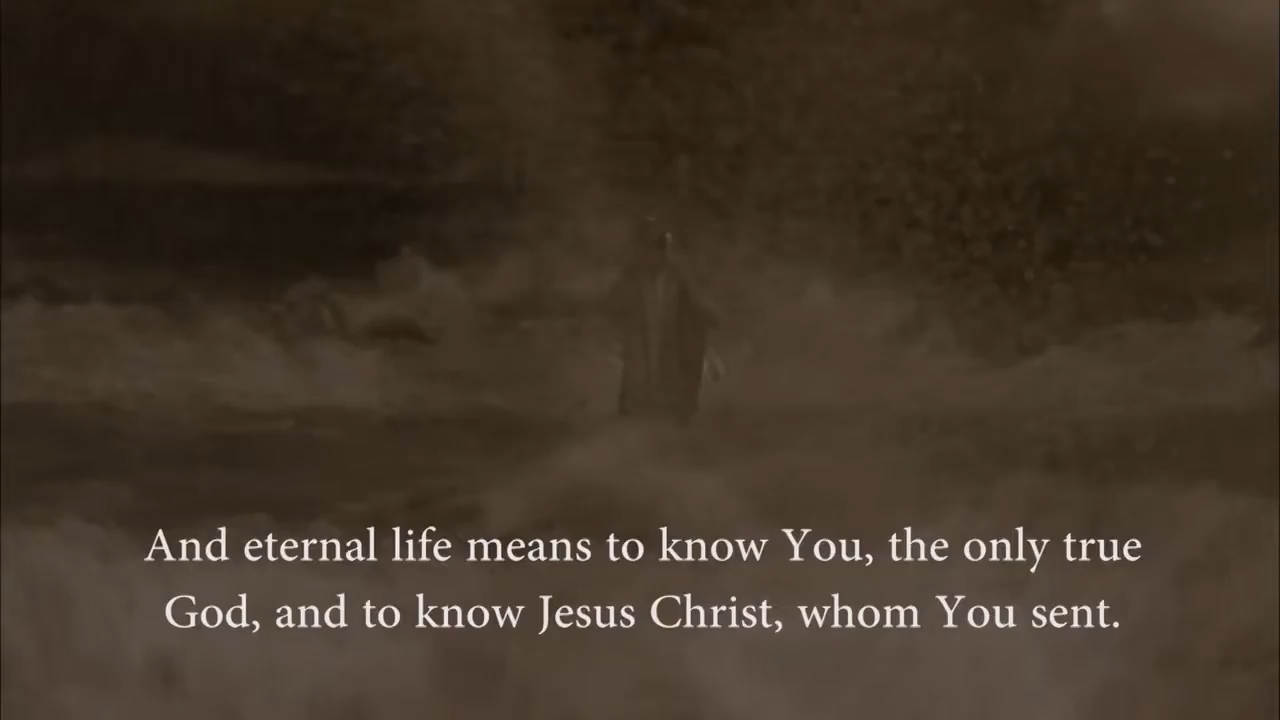 And eternal life means to know You, the only true
God, and to know Jesus Christ, whom You sent.